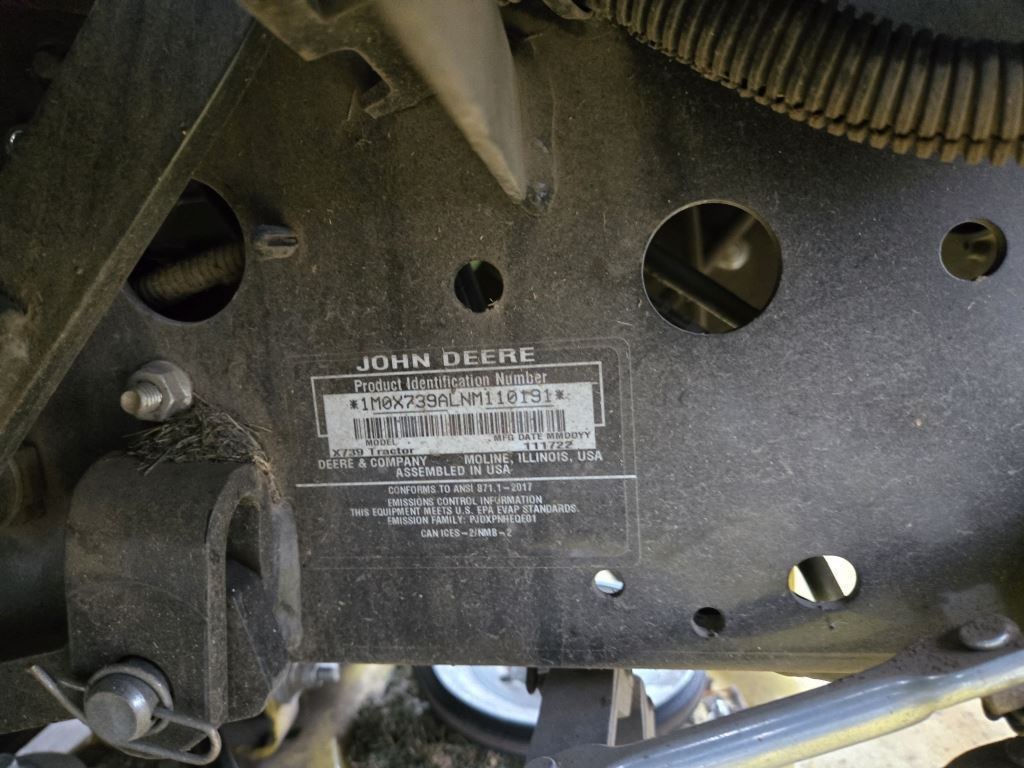 JOHN DEERE
Product Identification Number
*1M0X739ALNM110191*
MODEL MFG DATE MMDDYY
X739 Tractor 111722
DEERE & COMPANY MOLINE, ILLINOIS, USA
ASSEMBLED IN USA
CONFORMS TO ANSI B71.1-2017
EMISSIONS CONTROL INFORMATION
THIS EQUIPMENT MEETS U.S. EPA EVAP STANDARDS.
EMISSION FAMILY: PJDXPNHEQE01
CAN ICES-2/NMB-2